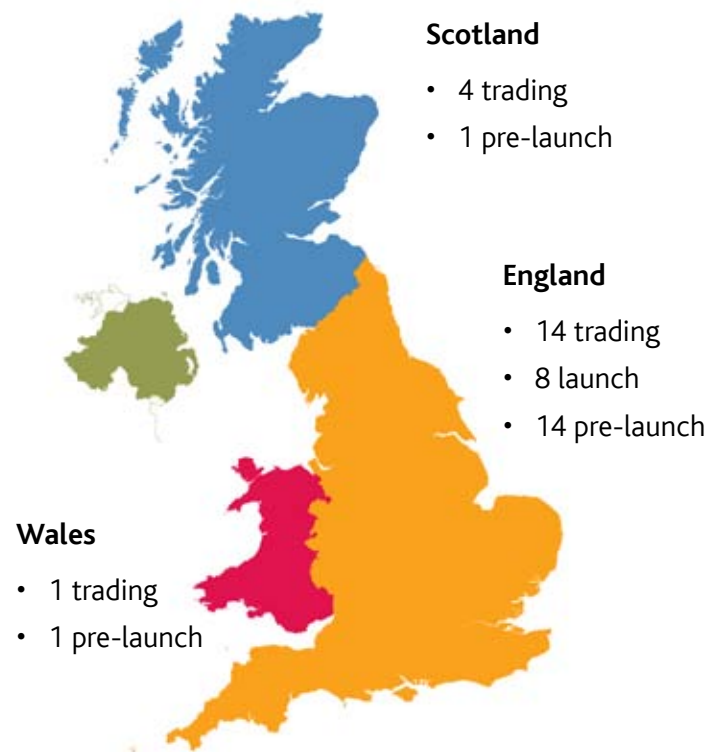 Scotland
• 4 trading
• 1 pre-launch
England
• 14 trading
• 8 launch
• 14 pre-launch
Wales
• 1 trading
• 1 pre-launch